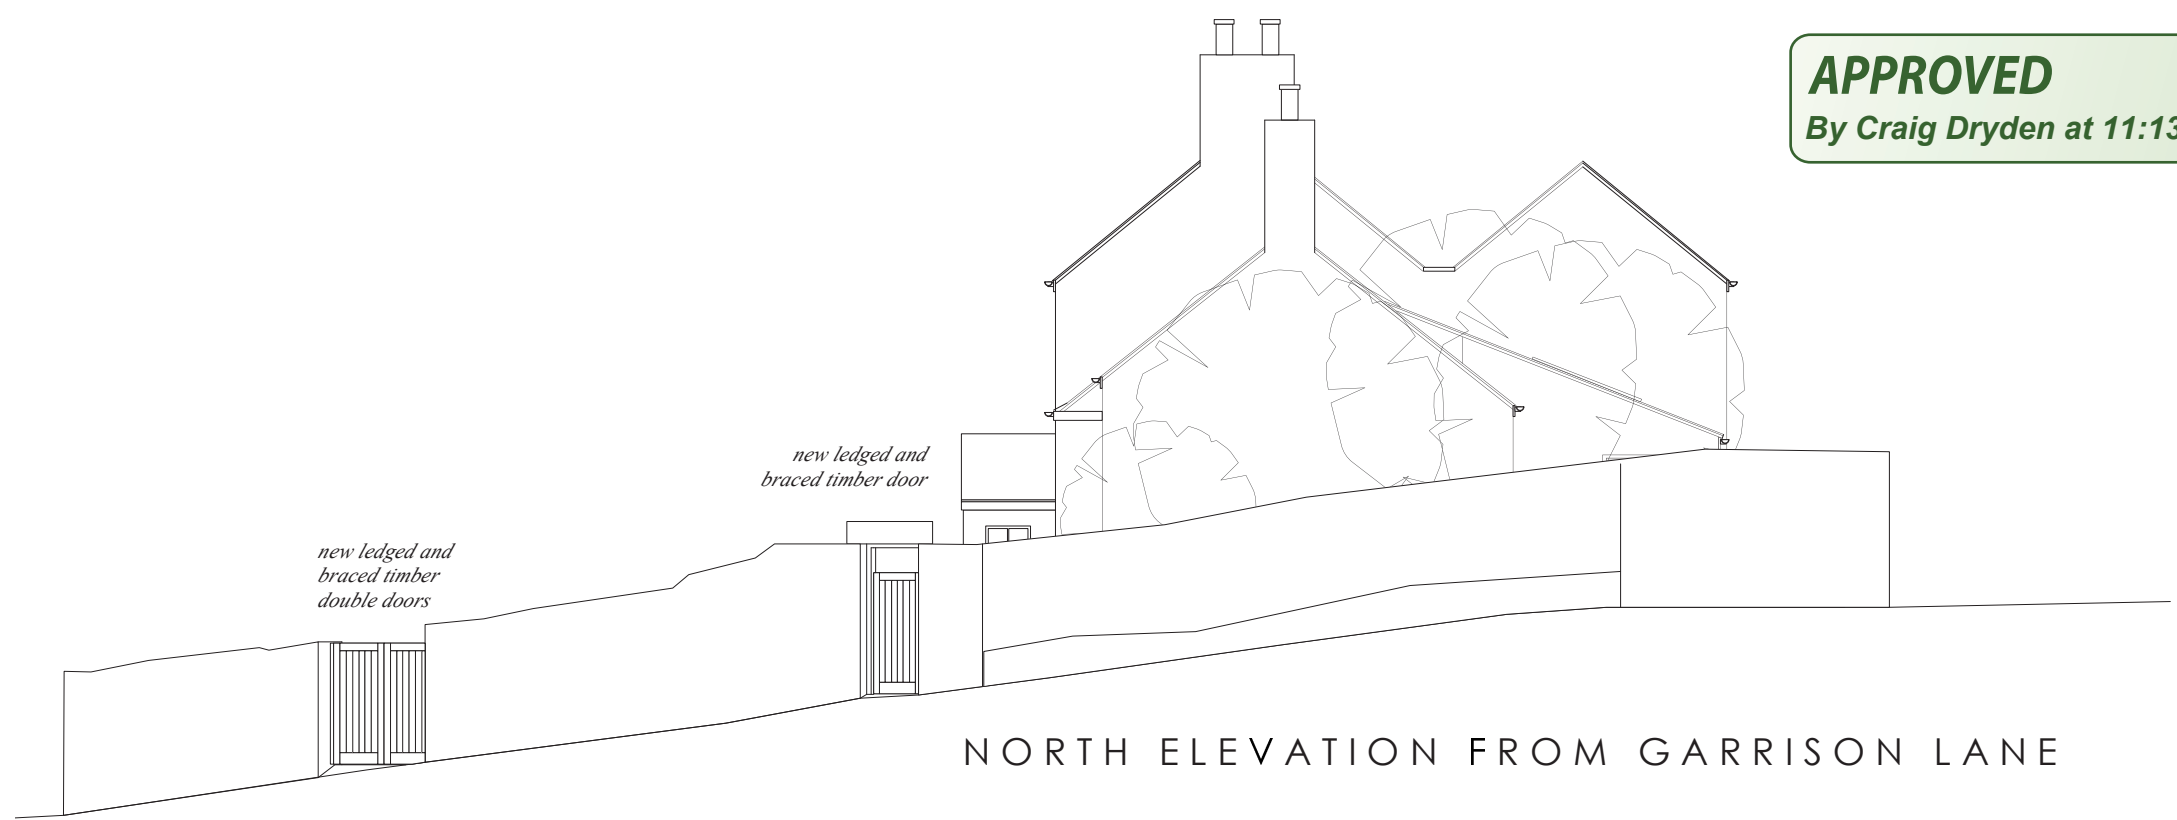 APPROVED
By Craig Dryden at 11:13
new ledged and
braced timber door
new ledged and
braced timber
double doors
NORTH ELEVATION FROM GARRISON LANE